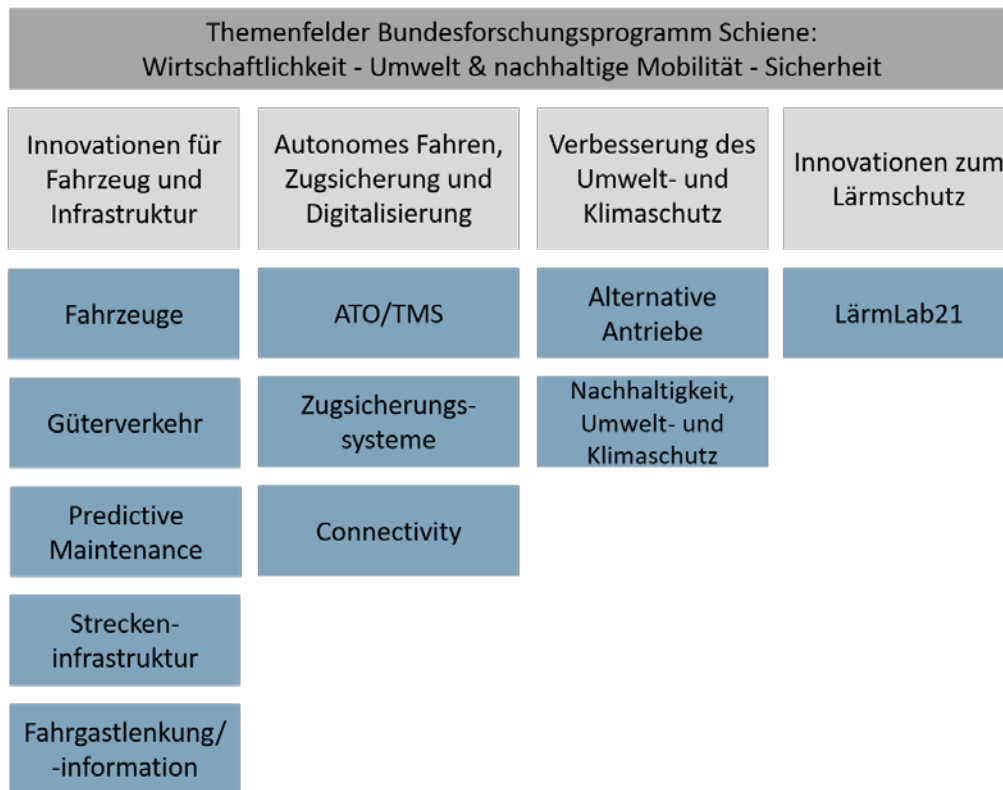 Themenfelder Bundesforschungsprogramm Schiene:
Wirtschaftlichkeit - Umwelt & nachhaltige Mobilität - Sicherheit
Innovationen für
Fahrzeug und
Infrastruktur
Fahrzeuge
Güterverkehr
Predictive
Maintenance
Strecken-
infrastruktur
Fahrgastlenkung/
-information
Autonomes Fahren,
Zugsicherung und
Digitalisierung
ATO/TMS
Zugsicherungs-
systeme
Connectivity
Verbesserung des
Umwelt- und
Klimaschutz
Alternative
Antriebe
Nachhaltigkeit,
Umwelt- und
Klimaschutz
Innovationen zum
Lärmschutz
LärmLab21